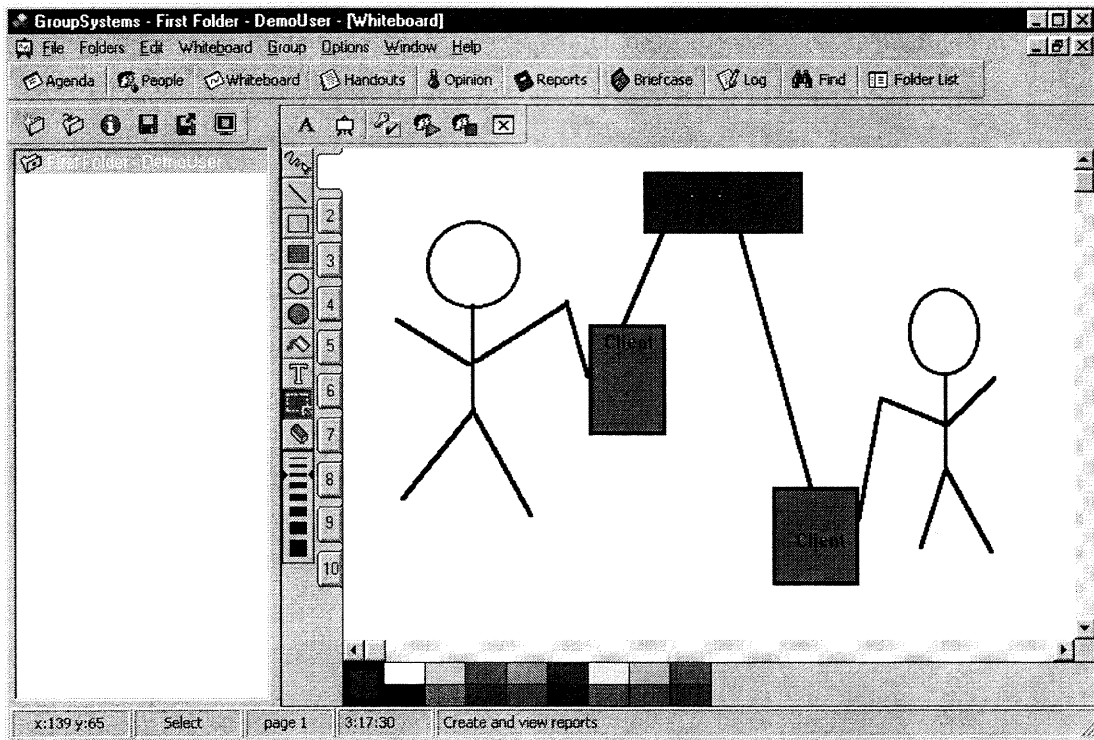 GroupSystems - First Folder - DemoUser - [Whiteboard]
File Folders Edit Whiteboard Group Options Window Help
Agenda People Whiteboard Handouts Opinion Reports Briefcase Log Find Folder List
A
First Folder - DemoUser
2
3
4
5
6
7
8
9
10
T
Client
Client
x:139 y:65 Select page 1 3:17:30 Create and view reports